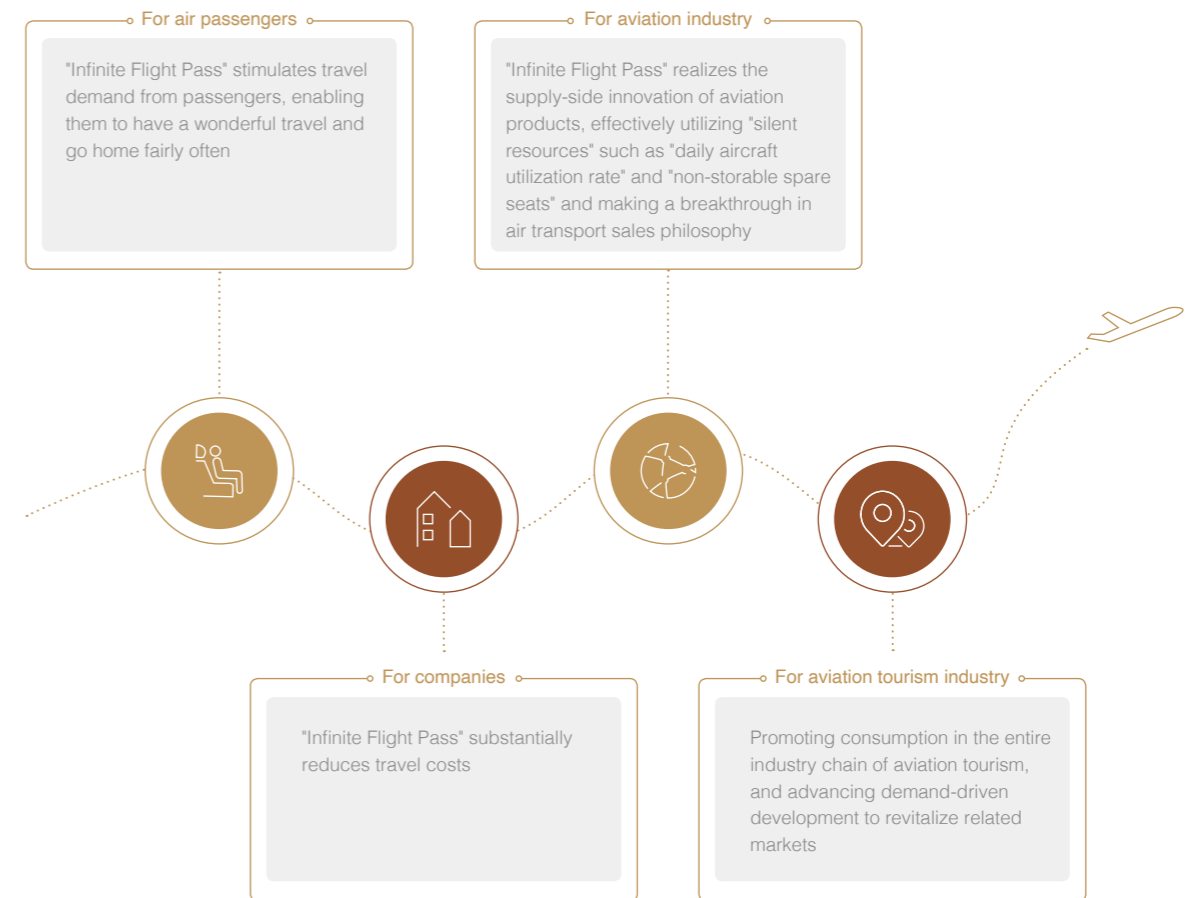 For air passengers
"Infinite Flight Pass" stimulates travel
demand from passengers, enabling
them to have a wonderful travel and
go home fairly often
For aviation industry
"Infinite Flight Pass" realizes the
supply-side innovation of aviation
products, effectively utilizing "silent
resources" such as "daily aircraft
utilization rate" and "non-storable spare
seats" and making a breakthrough in
air transport sales philosophy
For companies
"Infinite Flight Pass" substantially
reduces travel costs
For aviation tourism industry
Promoting consumption in the entire
industry chain of aviation tourism,
and advancing demand-driven
development to revitalize related
markets